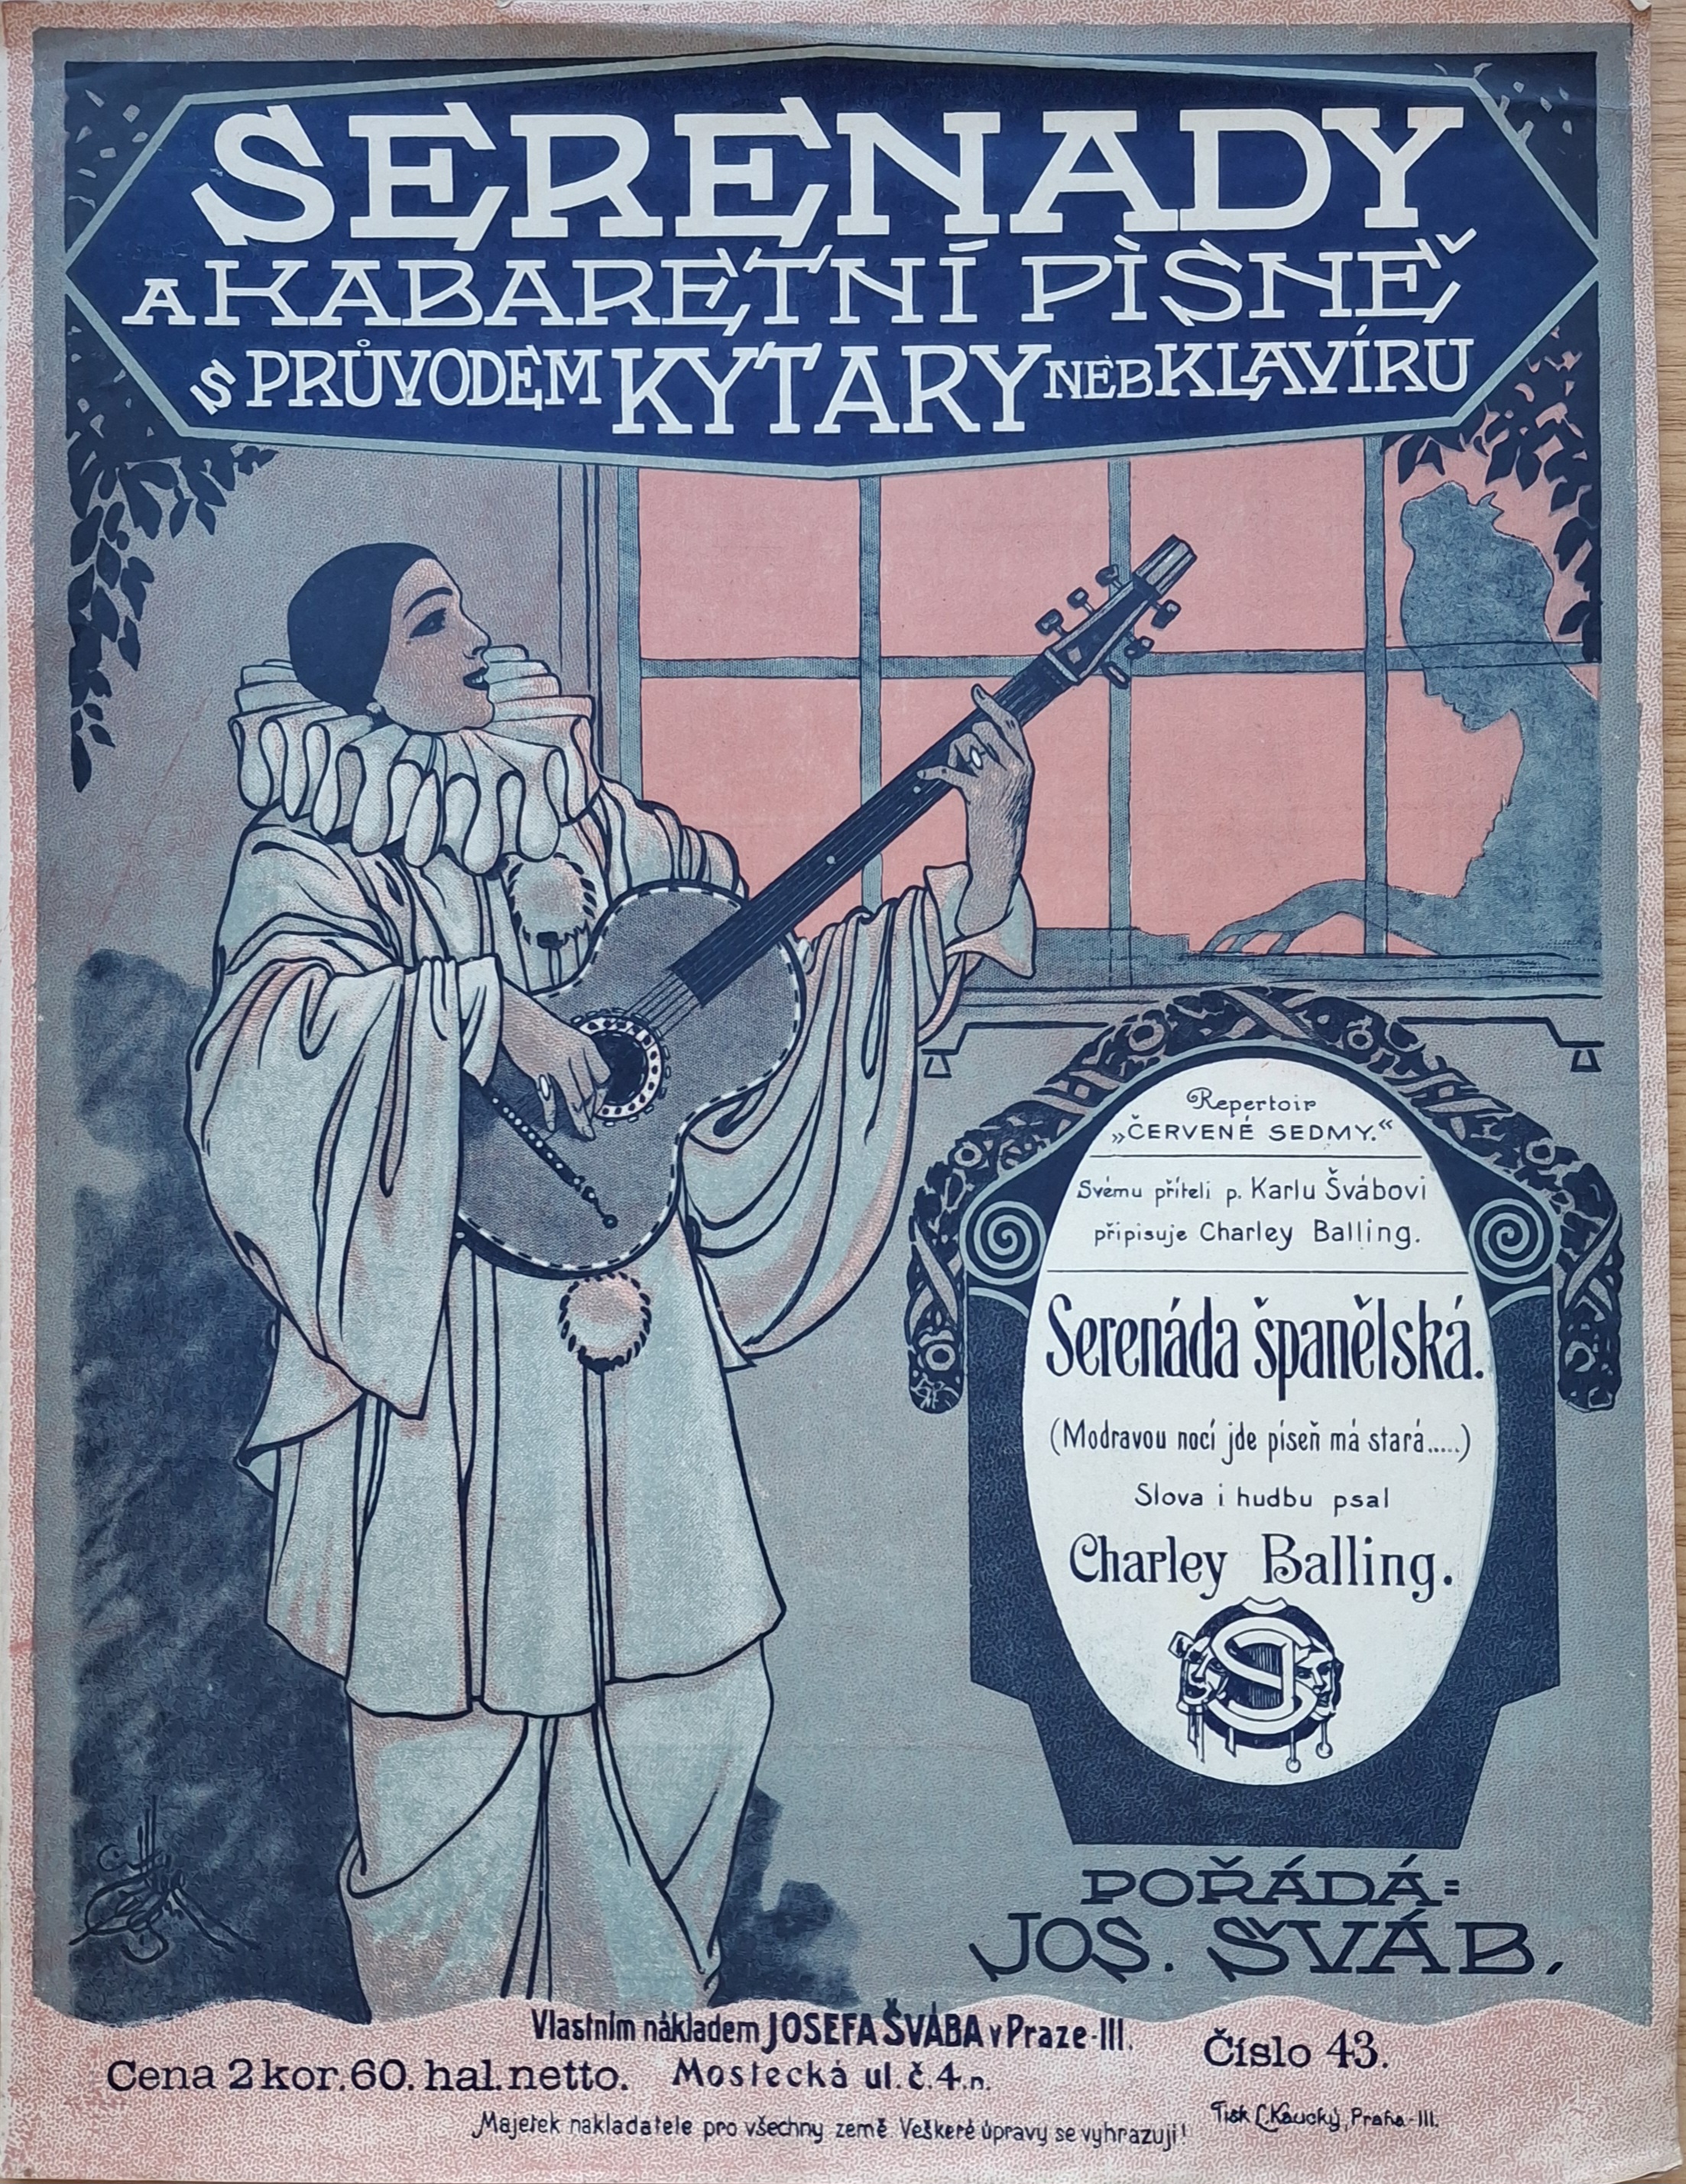 SERENADY
A KABARETNÍ PÌSNĚ
S PRŮVODEM KYTARY NEB KLAVÍRU
Repertoir
„ČERVENÉ SEDMY.“
Svému příteli p. Karlu Švábovi
připisuje Charley Balling.
Serenáda španělská.
(Modravou nocí jde píseň má stará.....)
Slova i hudbu psal
Charley Balling.
POŘÁDÁ:
JOS. ŠVÁB.
Vlastním nákladem JOSEFA ŠVÁBA v Praze-III.
Cena 2 kor. 60. hal. netto. Mostecká ul. č. 4.n.
Číslo 43.
Majetek nakladatele pro všechny země Veškeré úpravy se vyhrazují!
Tisk L. Kaucký, Praha-III.